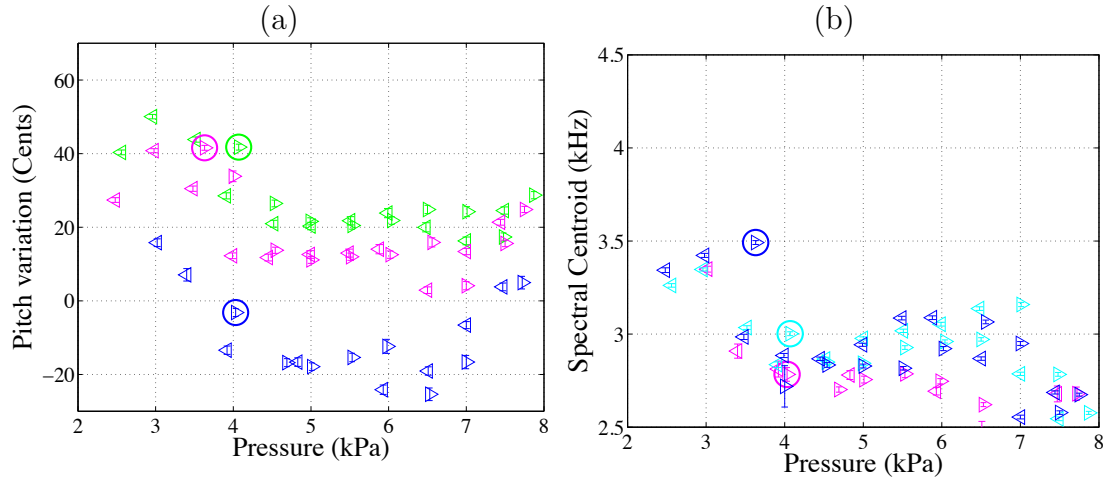 (a)
60
40
20
0
−20
2 3 4 5 6 7 8
Pressure (kPa)
Pitch variation (Cents)
(b)
4.5
4
3.5
3
2.5
2 3 4 5 6 7 8
Pressure (kPa)
Spectral Centroid (kHz)